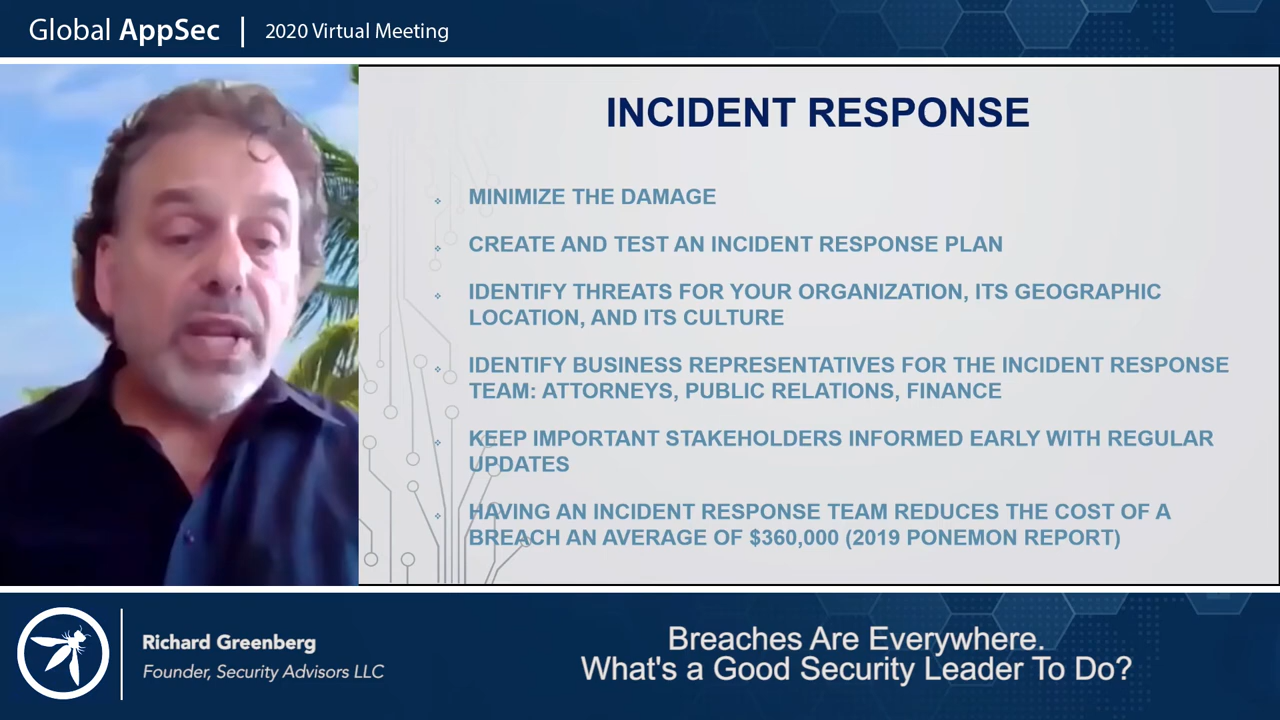 Global AppSec | 2020 Virtual Meeting
INCIDENT RESPONSE
MINIMIZE THE DAMAGE
CREATE AND TEST AN INCIDENT RESPONSE PLAN
IDENTIFY THREATS FOR YOUR ORGANIZATION, ITS GEOGRAPHIC
LOCATION, AND ITS CULTURE
IDENTIFY BUSINESS REPRESENTATIVES FOR THE INCIDENT RESPONSE
TEAM: ATTORNEYS, PUBLIC RELATIONS, FINANCE
KEEP IMPORTANT STAKEHOLDERS INFORMED EARLY WITH REGULAR
UPDATES
HAVING AN INCIDENT RESPONSE TEAM REDUCES THE COST OF A
BREACH AN AVERAGE OF $360,000 (2019 PONEMON REPORT)
Richard Greenberg
Founder, Security Advisors LLC
Breaches Are Everywhere.
What's a Good Security Leader To Do?